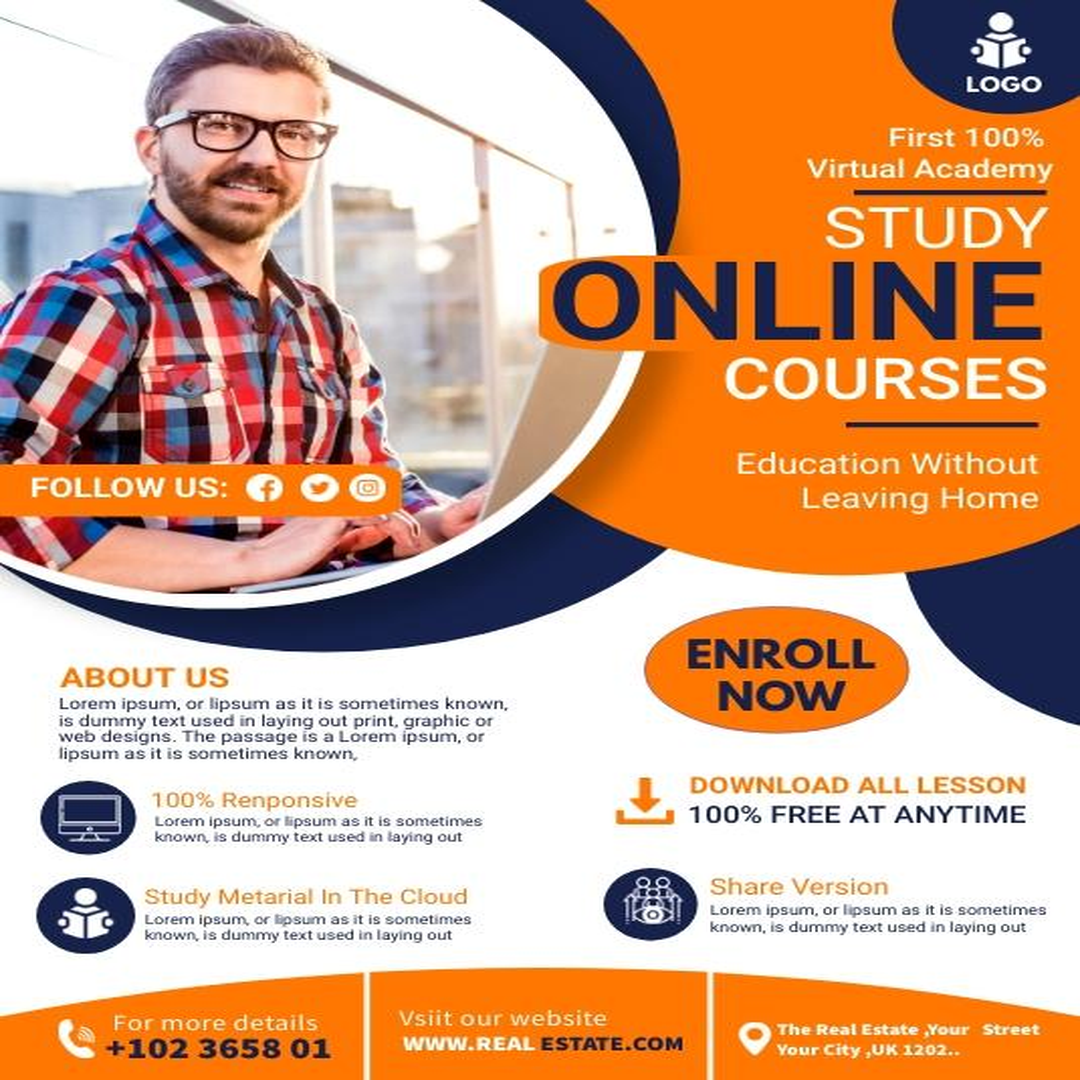 LOGO
First 100%
Virtual Academy
STUDY
ONLINE
COURSES
Education Without
Leaving Home
FOLLOW US:
ENROLL
NOW
ABOUT US
Lorem ipsum, or lipsum as it is sometimes known,
is dummy text used in laying out print, graphic or
web designs. The passage is a Lorem ipsum, or
lipsum as it is sometimes known,
100% Renponsive
Lorem ipsum, or lipsum as it is sometimes
known, is dummy text used in laying out
Study Metarial In The Cloud
Lorem ipsum, or lipsum as it is sometimes
known, is dummy text used in laying out
DOWNLOAD ALL LESSON
100% FREE AT ANYTIME
Share Version
Lorem ipsum, or lipsum as it is sometimes
known, is dummy text used in laying out
For more details
+102 3658 01
Vsiit our website
WWW.REAL ESTATE.COM
The Real Estate ,Your Street
Your City ,UK 1202..